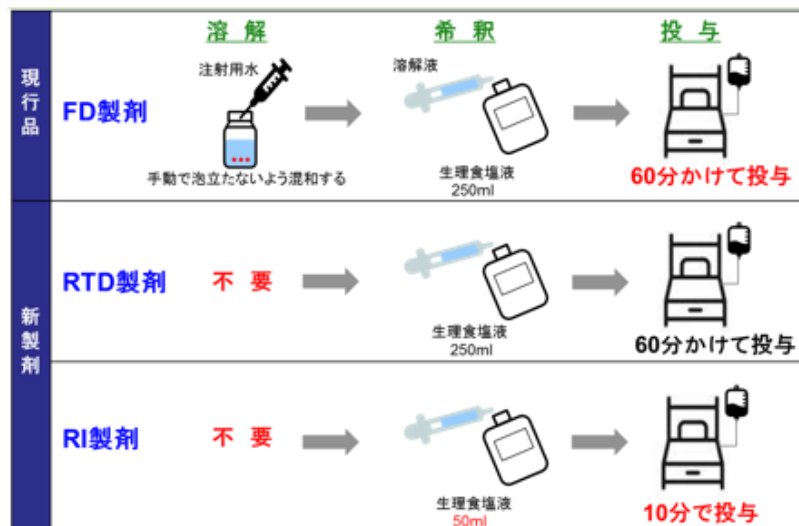 溶 解
希 釈
投 与
現行品
FD製剤
注射用水
手動で泡立たないよう混和する
溶解液
生理食塩液
250ml
60分かけて投与
新製剤
RTD製剤
不 要
生理食塩液
250ml
60分かけて投与
RI製剤
不 要
生理食塩液
50ml
10分で投与